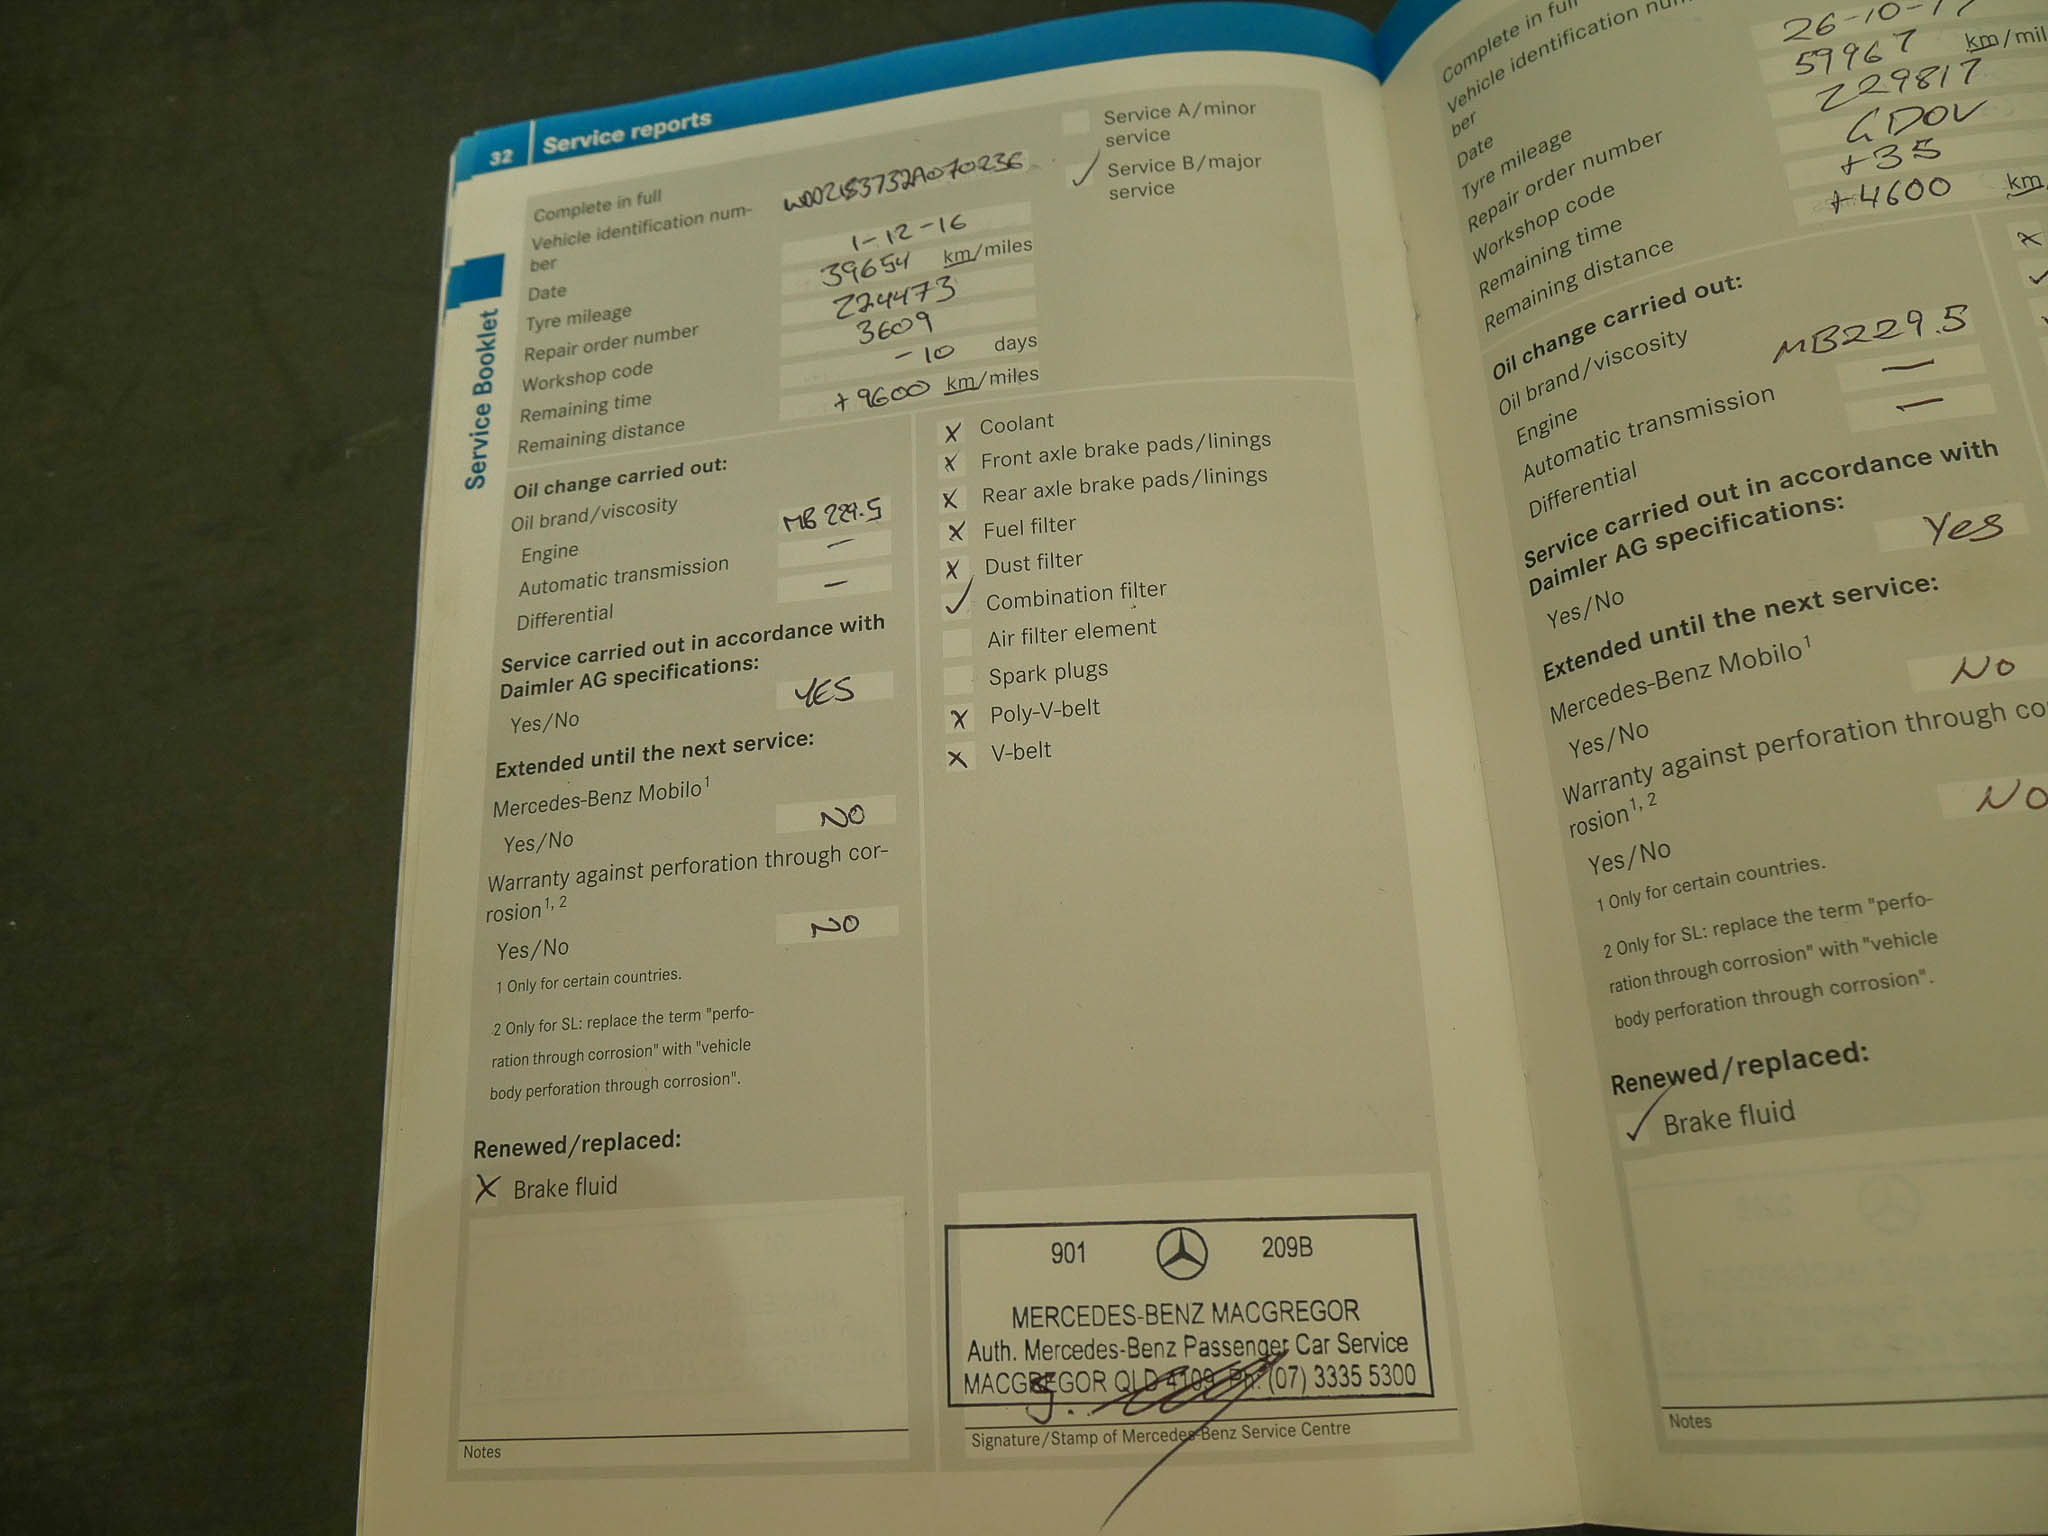 32 Service reports
Service Booklet
Complete in full
Vehicle identification num-
ber
WDD2183732A070236
Date 1-12-16
Tyre mileage 39654 km/miles
Repair order number 224473
Workshop code 3609
Remaining time -10 days
Remaining distance +9600 km/miles
Service A/minor
service
✓ Service B/major
service
Oil change carried out:
Oil brand/viscosity
Engine MB 229.5
Automatic transmission –
Differential –
Service carried out in accordance with
Daimler AG specifications:
Yes/No YES
Extended until the next service:
Mercedes-Benz Mobilo1
Yes/No NO
Warranty against perforation through cor-
rosion1, 2
Yes/No NO
1 Only for certain countries.
2 Only for SL: replace the term "perfo-
ration through corrosion" with "vehicle
body perforation through corrosion".
Renewed/replaced:
X Brake fluid
Notes
X Coolant
X Front axle brake pads/linings
X Rear axle brake pads/linings
X Fuel filter
X Dust filter
✓ Combination filter
Air filter element
Spark plugs
X Poly-V-belt
X V-belt
901 209B
MERCEDES-BENZ MACGREGOR
Auth. Mercedes-Benz Passenger Car Service
MACGREGOR QLD 4109 Ph: (07) 3335 5300
Signature/Stamp of Mercedes-Benz Service Centre
Complete in full
Vehicle identification num
ber
Date 26-10-17
Tyre mileage 59967 km/mil
Repair order number 229817
Workshop code GDOV
Remaining time +35
Remaining distance +4600 km
Oil change carried out:
Oil brand/viscosity
Engine MB229.5
Automatic transmission –
Differential –
Service carried out in accordance with
Daimler AG specifications:
Yes/No Yes
Extended until the next service:
Mercedes-Benz Mobilo1
Yes/No No
Warranty against perforation through co
rosion1, 2
Yes/No No
1 Only for certain countries.
2 Only for SL: replace the term "perfo-
ration through corrosion" with "vehicle
body perforation through corrosion".
Renewed/replaced:
✓ Brake fluid
Notes